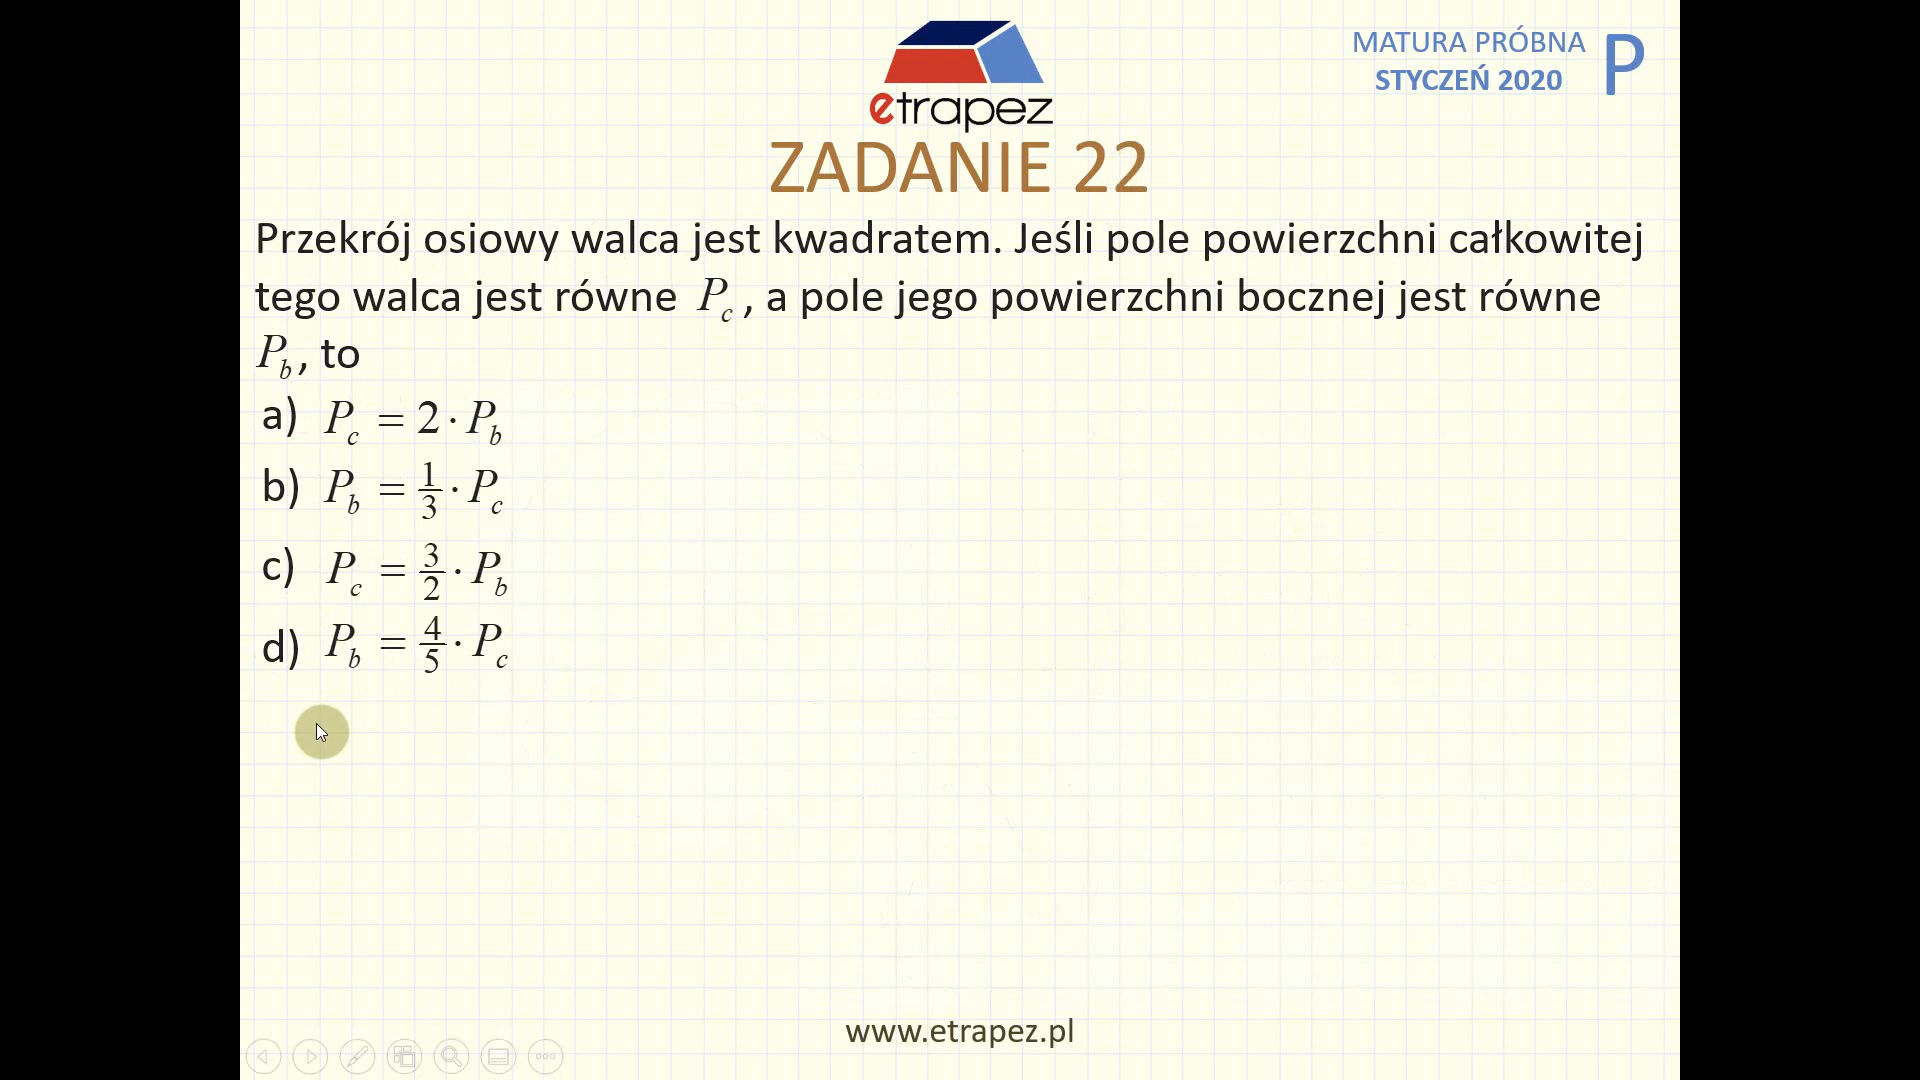 etrapez
MATURA PRÓBNA
STYCZEŃ 2020
P
ZADANIE 22
Przekrój osiowy walca jest kwadratem. Jeśli pole powierzchni całkowitej
tego walca jest równe P_c, a pole jego powierzchni bocznej jest równe
P_b, to
a) P_c = 2 · P_b
b) P_b = 1/3 · P_c
c) P_c = 3/2 · P_b
d) P_b = 4/5 · P_c
www.etrapez.pl